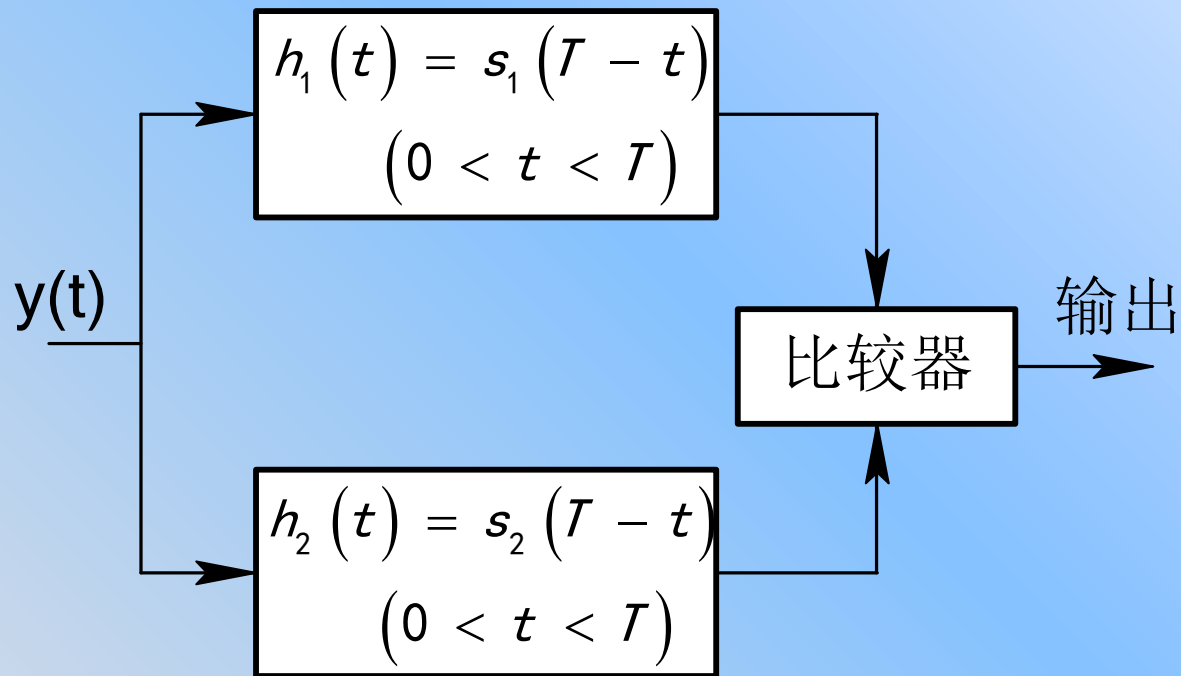 h₁(t) = s₁(T − t)
(0 < t < T)
y(t)
比较器
输出
h₂(t) = s₂(T − t)
(0 < t < T)